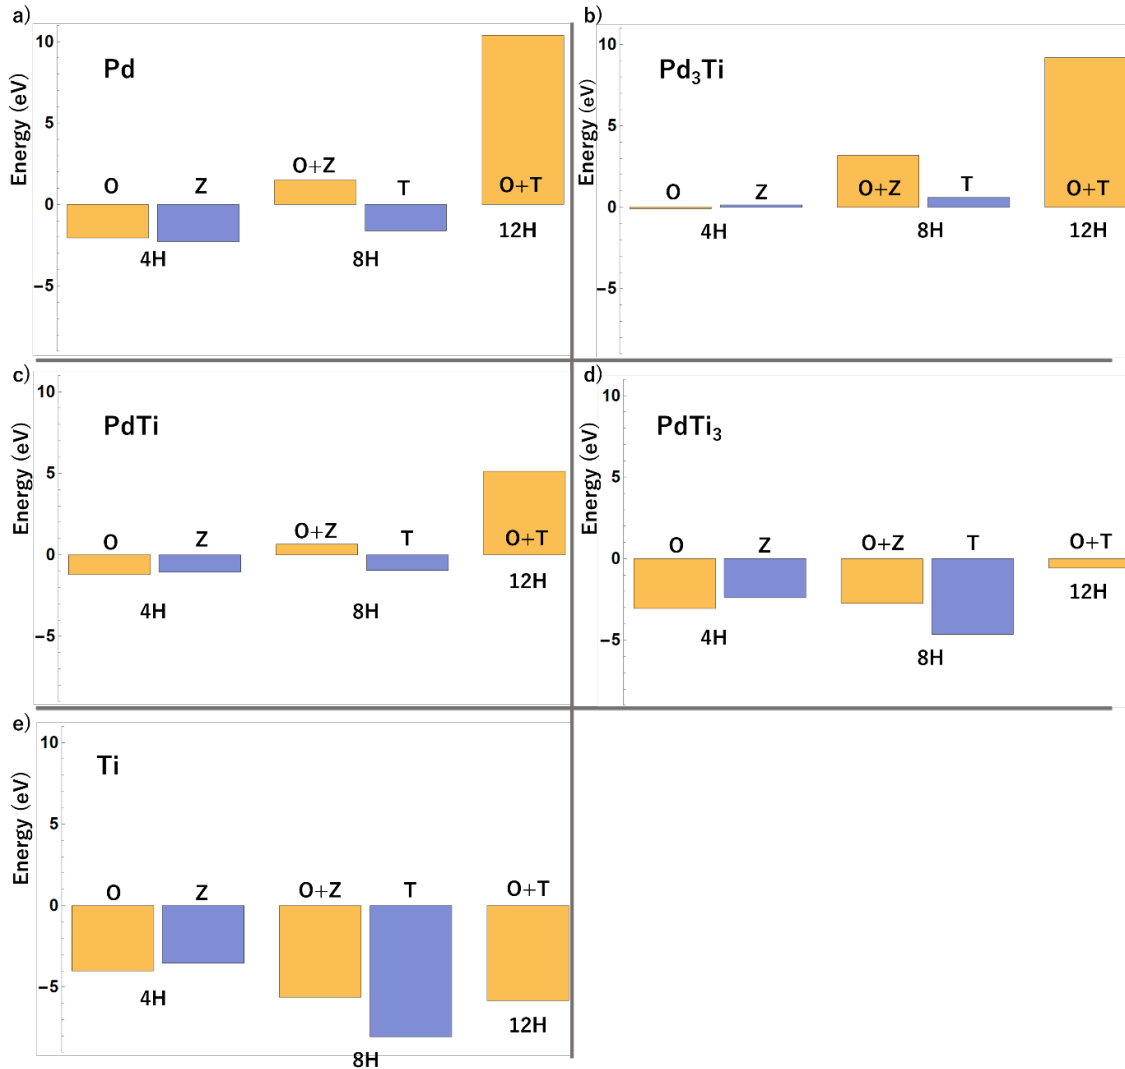 a)
Pd
Energy (eV)
10
5
0
−5
O
Z
4H
O+Z
T
8H
O+T
12H
b)
Pd₃Ti
Energy (eV)
10
5
0
−5
O
Z
4H
O+Z
T
8H
O+T
12H
c)
PdTi
Energy (eV)
10
5
0
−5
O
Z
4H
O+Z
T
8H
O+T
12H
d)
PdTi₃
Energy (eV)
10
5
0
−5
O
Z
4H
O+Z
T
8H
O+T
12H
e)
Ti
Energy (eV)
10
5
0
−5
O
Z
4H
O+Z
T
8H
O+T
12H